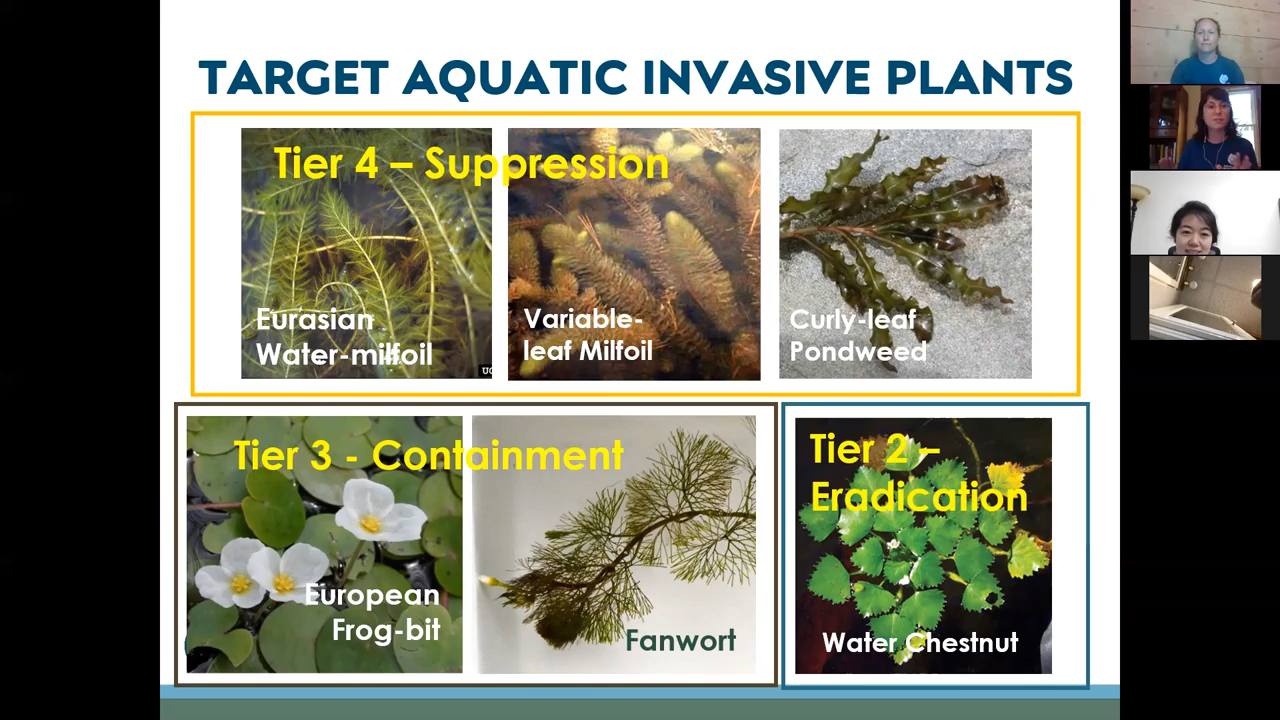 TARGET AQUATIC INVASIVE PLANTS
Tier 4 – Suppression
Eurasian
Water-milfoil
Variable-
leaf Milfoil
Curly-leaf
Pondweed
Tier 3 - Containment
European
Frog-bit
Fanwort
Tier 2 –
Eradication
Water Chestnut